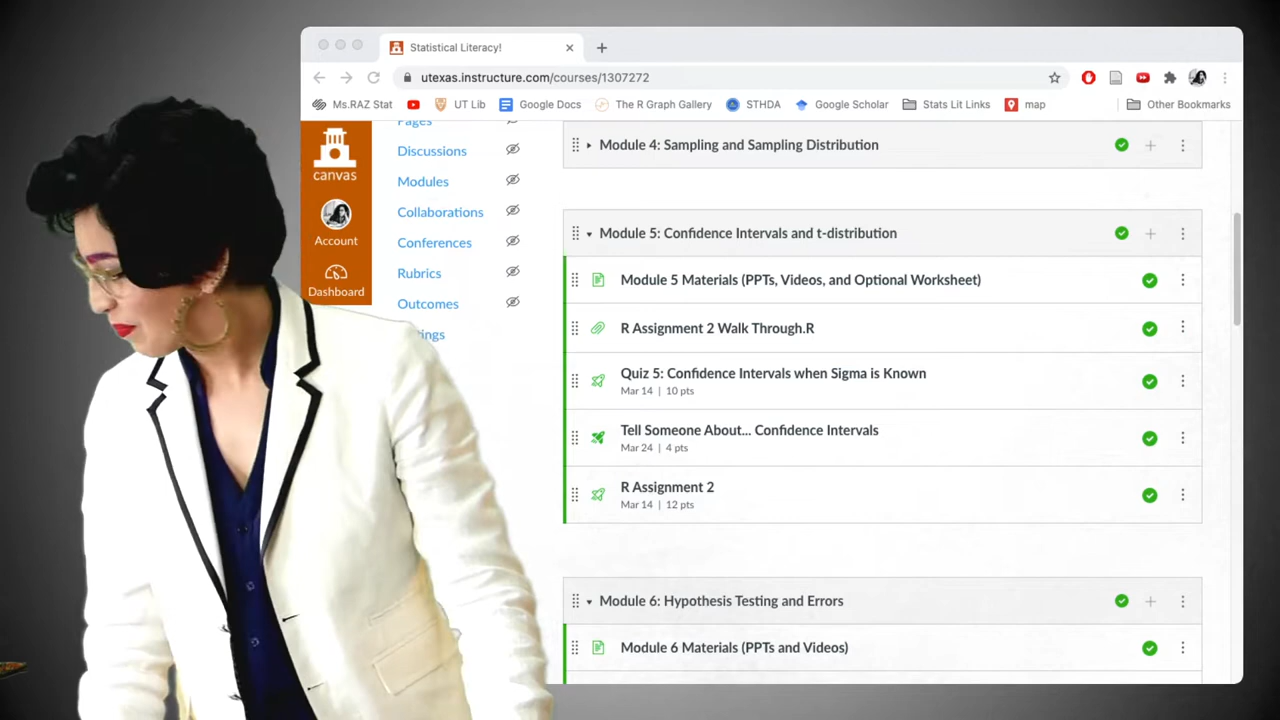 Statistical Literacy!
utexas.instructure.com/courses/1307272
Ms.RAZ Stat
UT Lib
Google Docs
The R Graph Gallery
STHDA
Google Scholar
Stats Lit Links
map
Other Bookmarks
canvas
Account
Dashboard
Pages
Discussions
Modules
Collaborations
Conferences
Rubrics
Outcomes
Module 4: Sampling and Sampling Distribution
Module 5: Confidence Intervals and t-distribution
Module 5 Materials (PPTs, Videos, and Optional Worksheet)
R Assignment 2 Walk Through.R
Quiz 5: Confidence Intervals when Sigma is Known
Mar 14 | 10 pts
Tell Someone About... Confidence Intervals
Mar 24 | 4 pts
R Assignment 2
Mar 14 | 12 pts
Module 6: Hypothesis Testing and Errors
Module 6 Materials (PPTs and Videos)